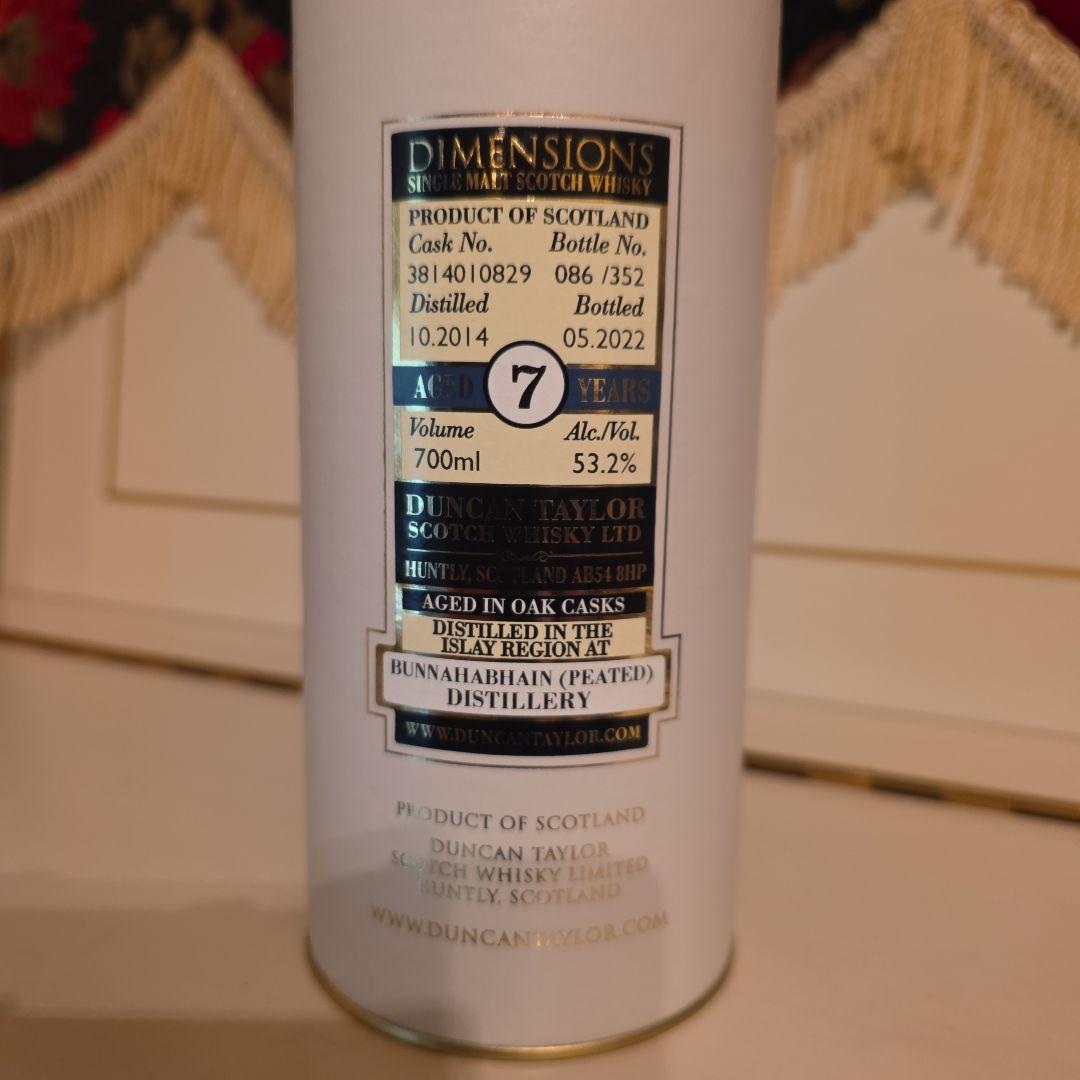 DIMENSIONS
SINGLE MALT SCOTCH WHISKY
PRODUCT OF SCOTLAND
Cask No. Bottle No.
3814010829 086 /352
Distilled Bottled
10.2014 05.2022
AGED 7 YEARS
Volume Alc./Vol.
700ml 53.2%
DUNCAN TAYLOR
SCOTCH WHISKY LTD
HUNTLY, SCOTLAND AB54 8HP
AGED IN OAK CASKS
DISTILLED IN THE
ISLAY REGION AT
BUNNAHABHAIN (PEATED)
DISTILLERY
WWW.DUNCANTAYLOR.COM
PRODUCT OF SCOTLAND
DUNCAN TAYLOR
SCOTCH WHISKY LIMITED
HUNTLY, SCOTLAND
WWW.DUNCANTAYLOR.COM